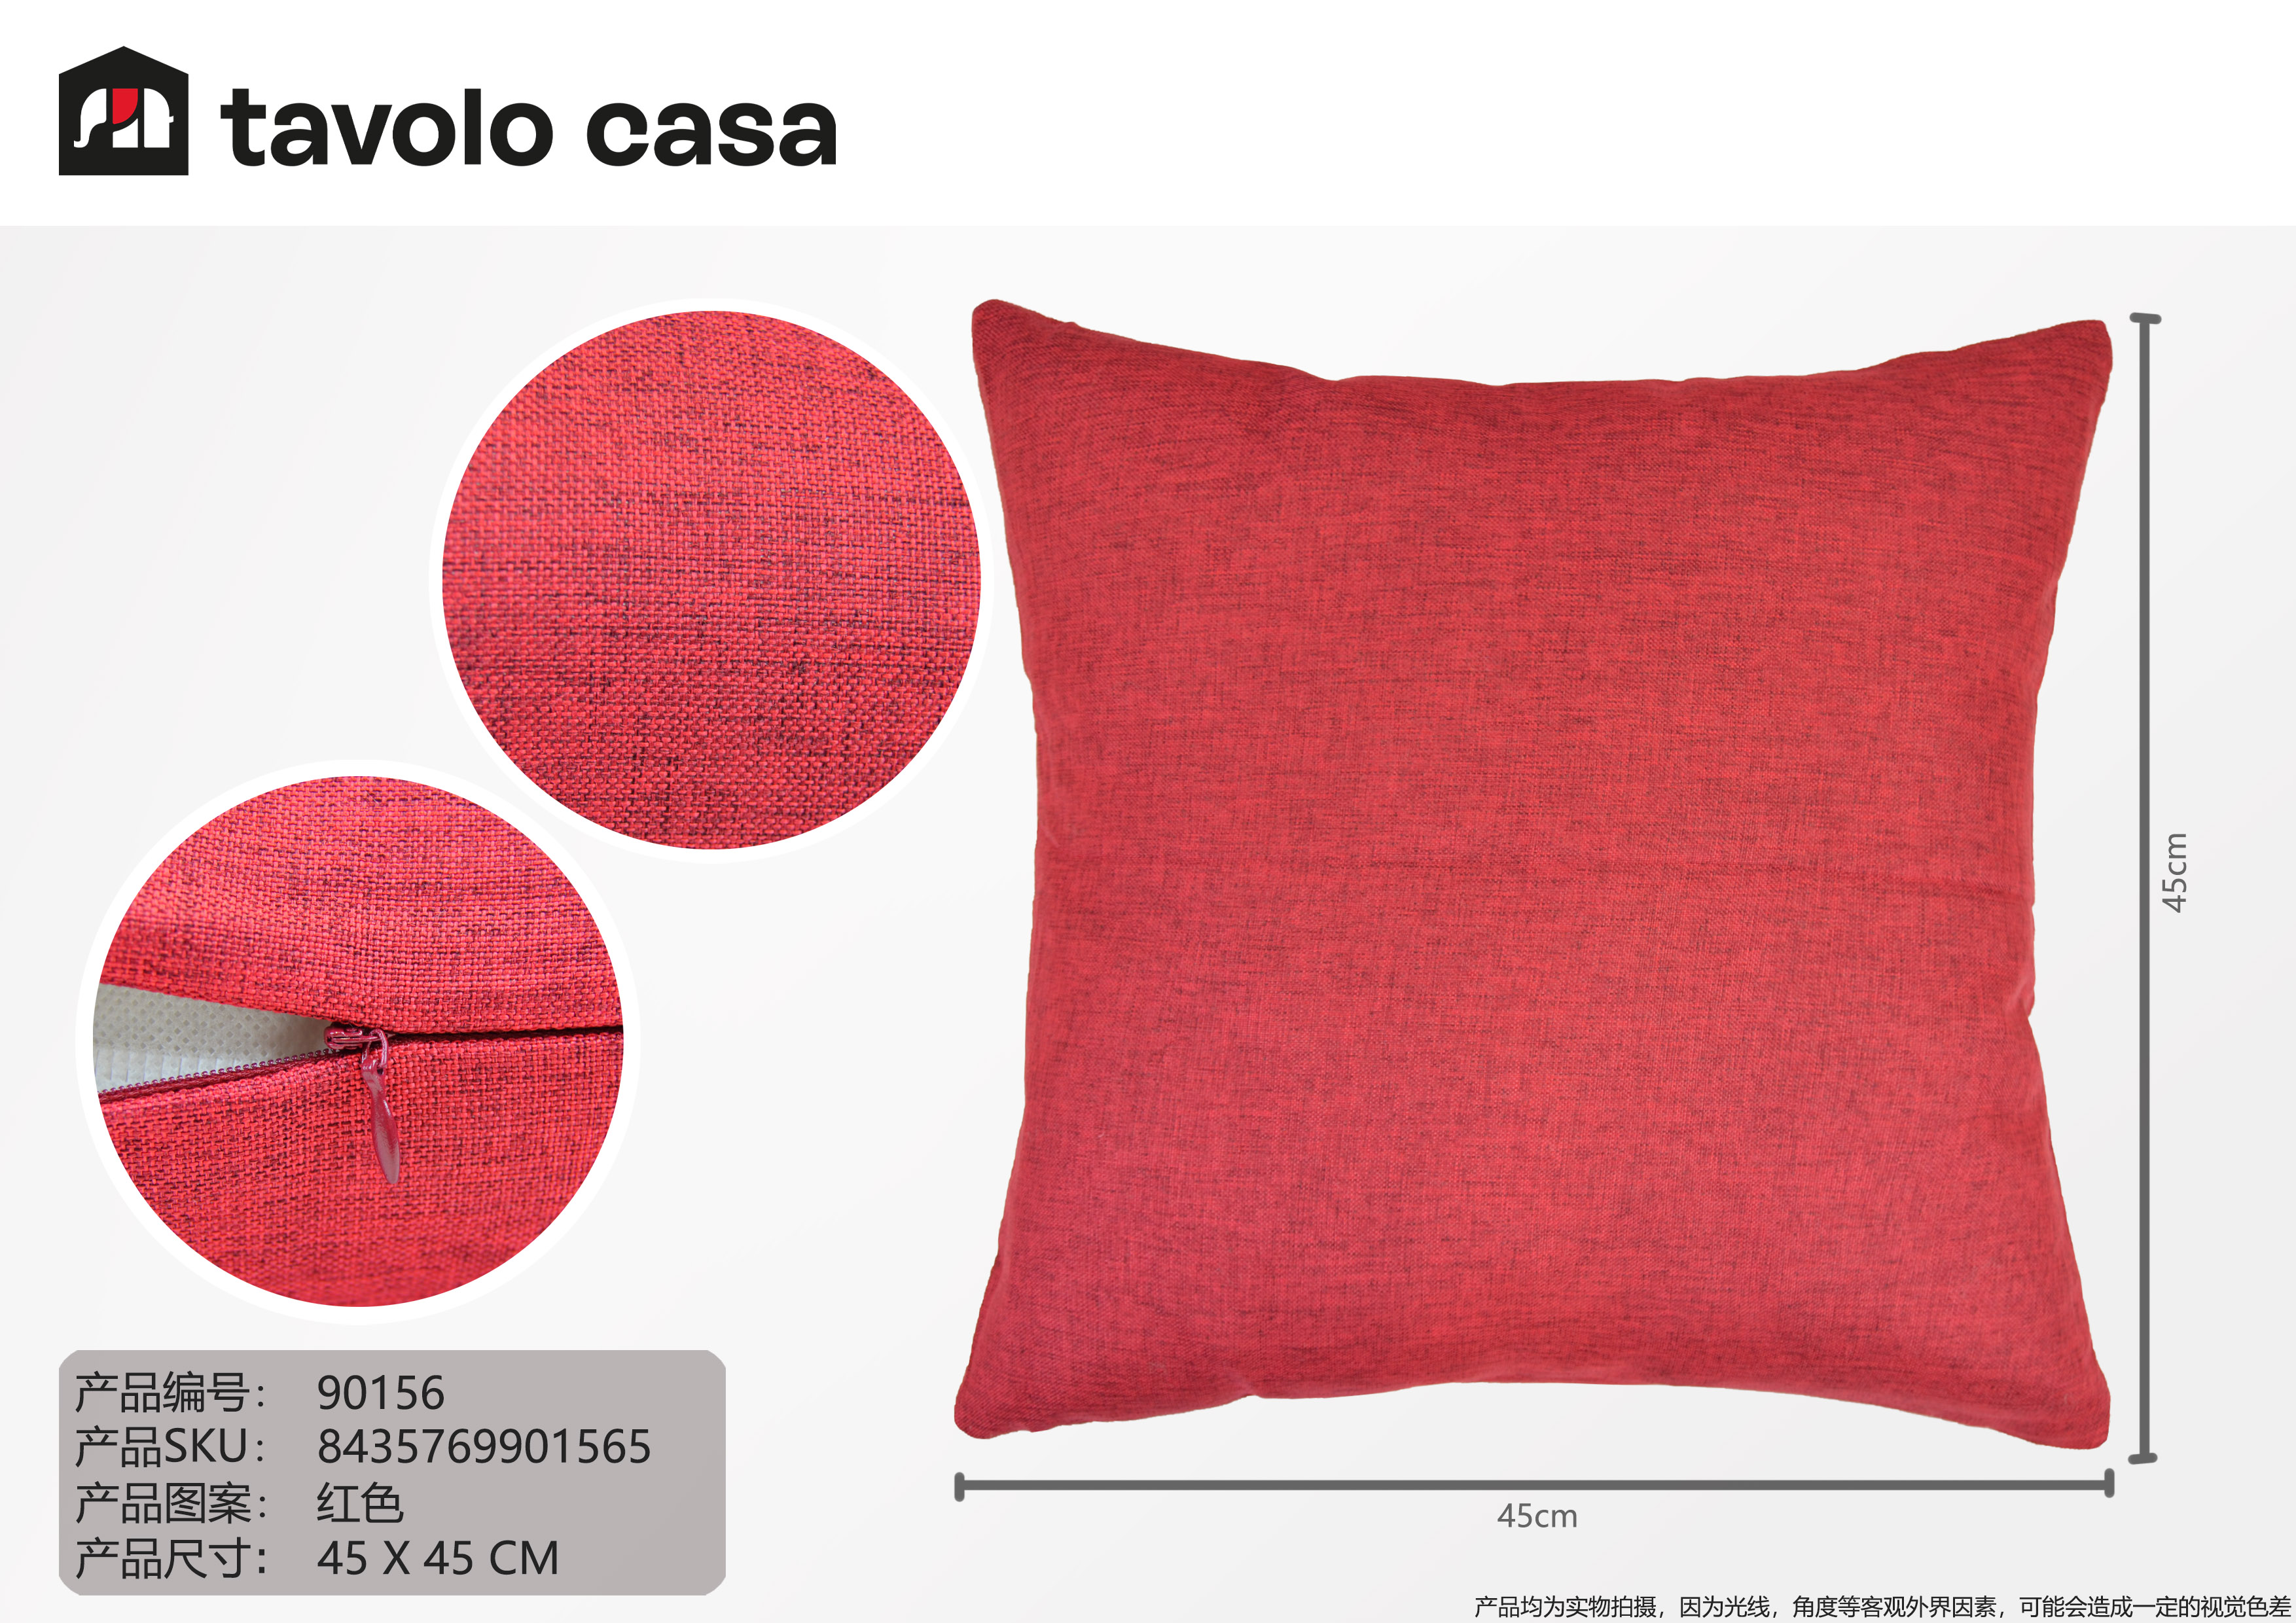 tavolo casa
45cm
45cm
产品编号： 90156
产品SKU： 8435769901565
产品图案： 红色
产品尺寸： 45 X 45 CM
产品均为实物拍摄，因为光线，角度等客观外界因素，可能会造成一定的视觉色差